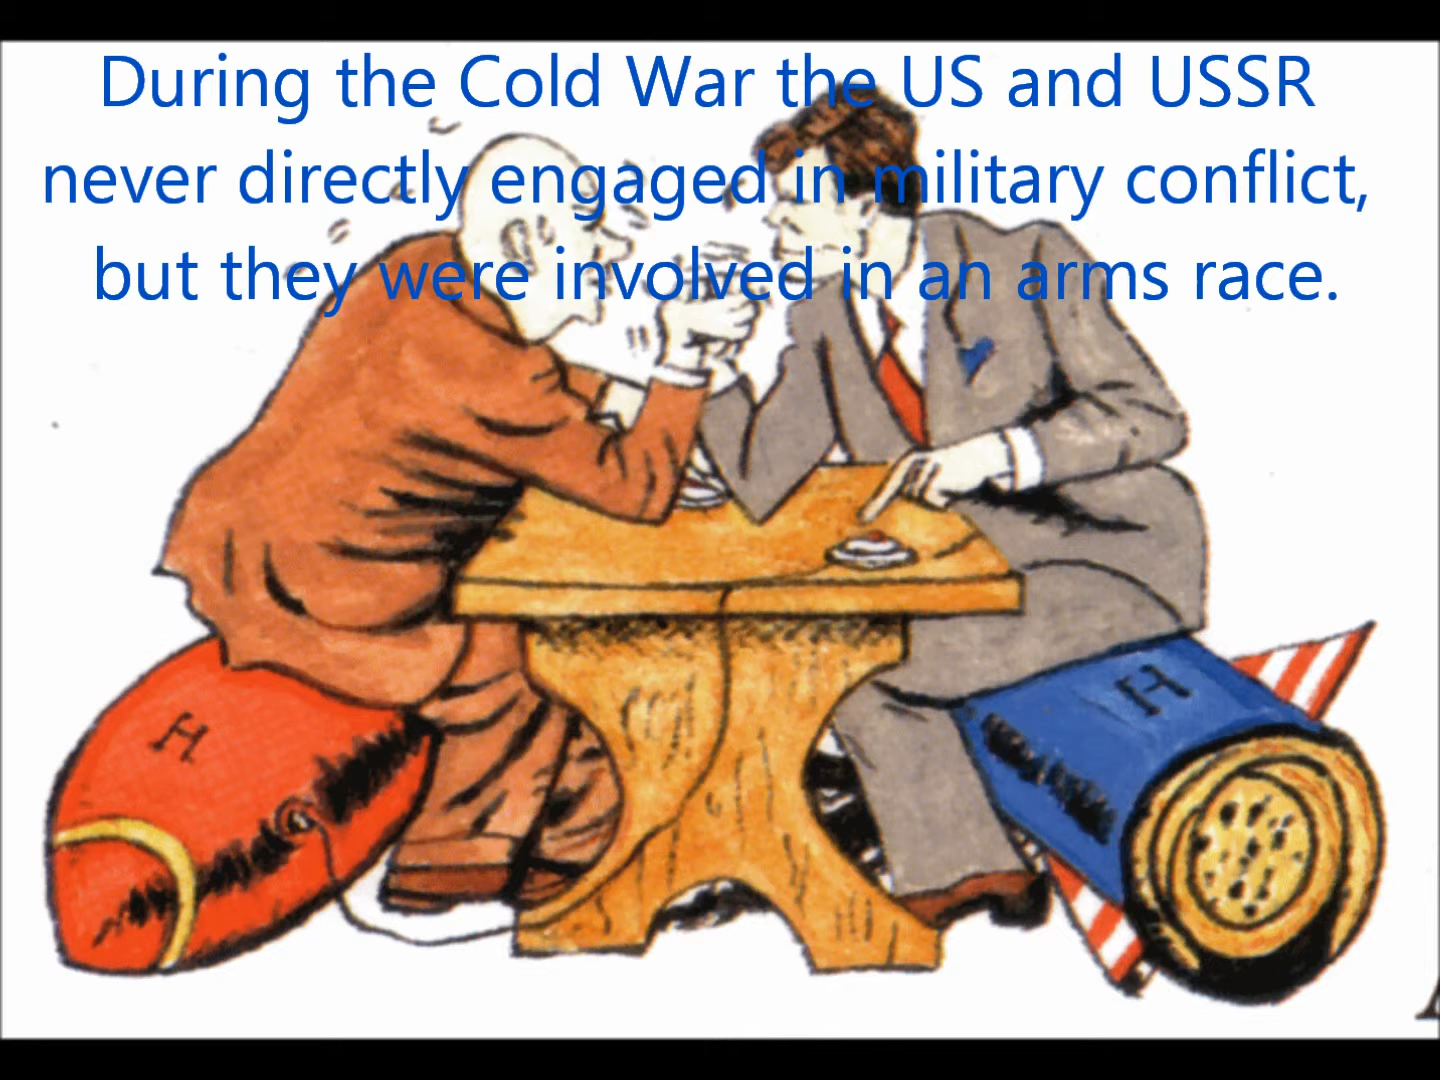 During the Cold War the US and USSR
never directly engaged in military conflict,
but they were involved in an arms race.
H
H